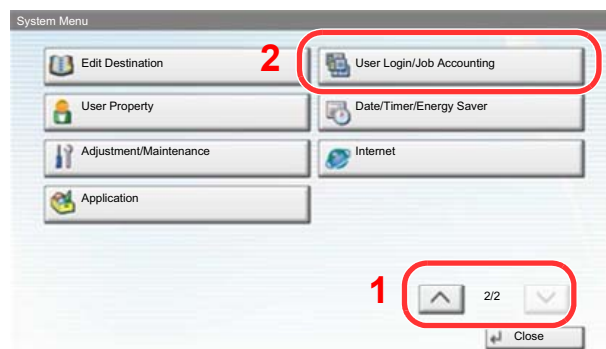 System Menu
Edit Destination
2
User Login/Job Accounting
User Property
Date/Timer/Energy Saver
Adjustment/Maintenance
Internet
Application
1
2/2
Close